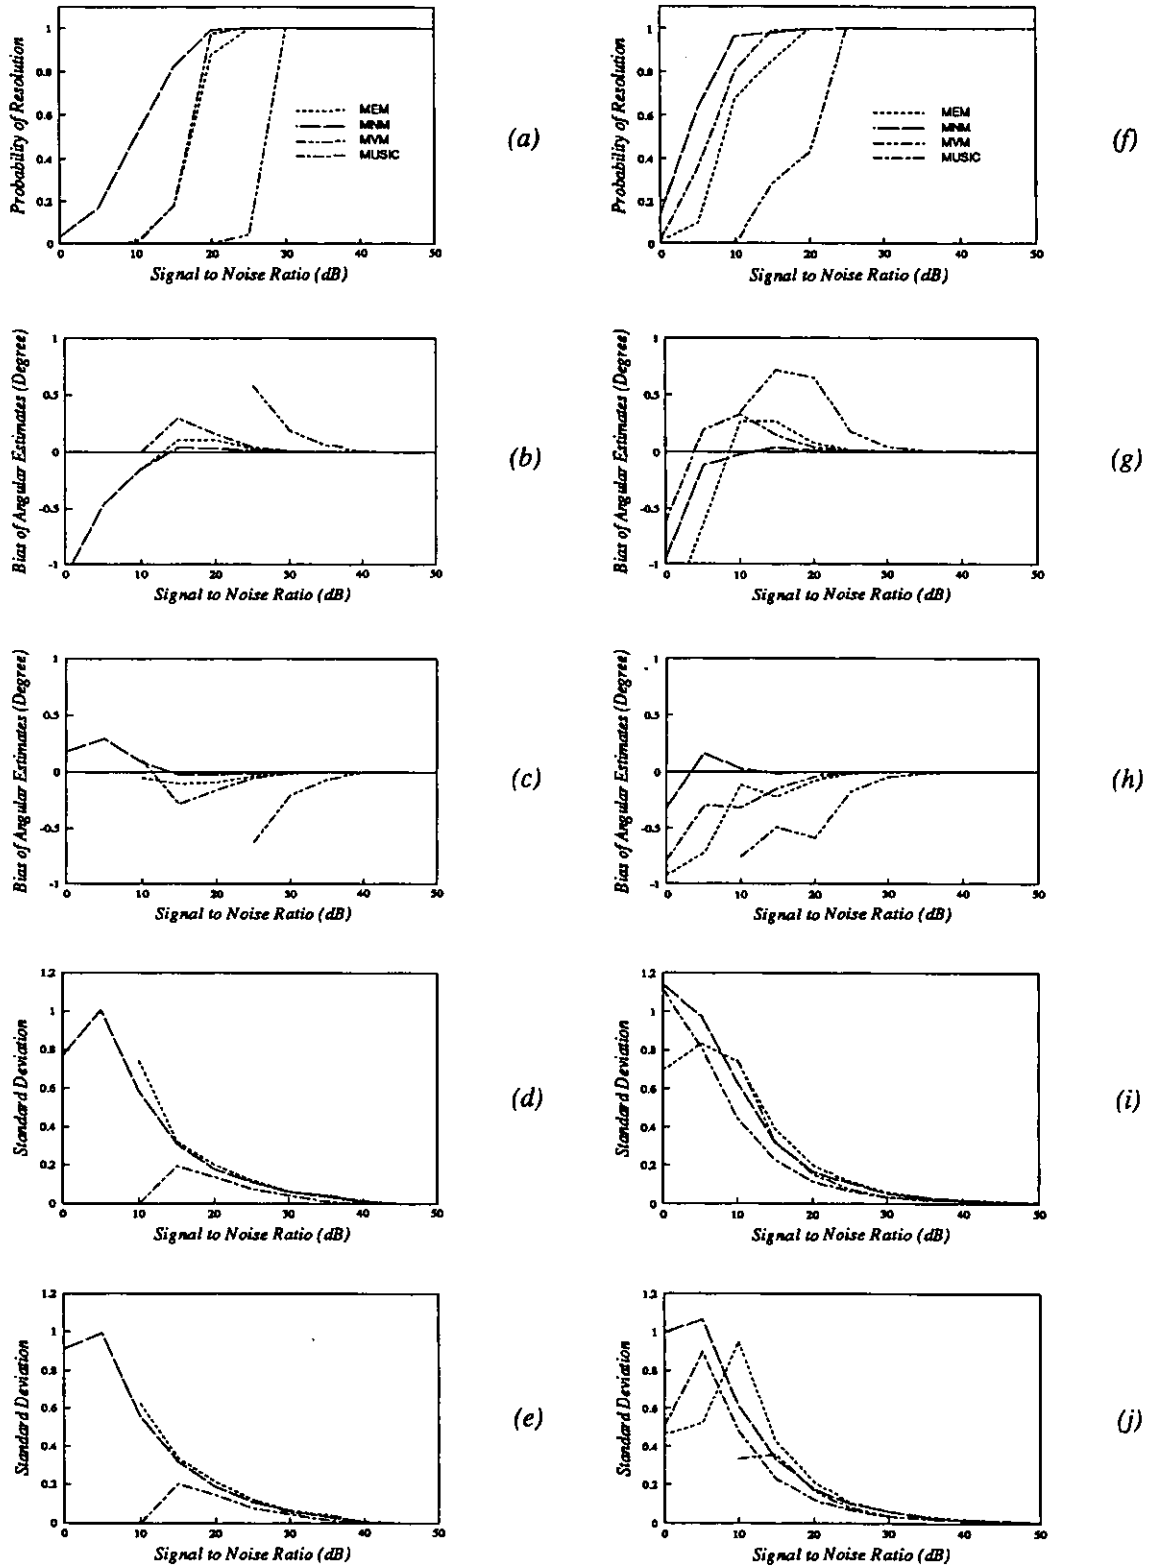 Probability of Resolution
1
0.8
0.6
0.4
0.2
0
MEM
MNM
MVM
MUSIC
0 10 20 30 40 50
Signal to Noise Ratio (dB)
(a)
Probability of Resolution
1
0.8
0.6
0.4
0.2
0
MEM
MNM
MVM
MUSIC
0 10 20 30 40 50
Signal to Noise Ratio (dB)
(f)
Bias of Angular Estimates (Degree)
1
0.5
0
-0.5
-1
0 10 20 30 40 50
Signal to Noise Ratio (dB)
(b)
Bias of Angular Estimates (Degree)
1
0.5
0
-0.5
-1
0 10 20 30 40 50
Signal to Noise Ratio (dB)
(g)
Bias of Angular Estimates (Degree)
1
0.5
0
-0.5
-1
0 10 20 30 40 50
Signal to Noise Ratio (dB)
(c)
Bias of Angular Estimates (Degree)
1
0.5
0
-0.5
-1
0 10 20 30 40 50
Signal to Noise Ratio (dB)
(h)
Standard Deviation
1.2
1
0.8
0.6
0.4
0.2
0
0 10 20 30 40 50
Signal to Noise Ratio (dB)
(d)
Standard Deviation
1.2
1
0.8
0.6
0.4
0.2
0
0 10 20 30 40 50
Signal to Noise Ratio (dB)
(i)
Standard Deviation
1.2
1
0.8
0.6
0.4
0.2
0
0 10 20 30 40 50
Signal to Noise Ratio (dB)
(e)
Standard Deviation
1.2
1
0.8
0.6
0.4
0.2
0
0 10 20 30 40 50
Signal to Noise Ratio (dB)
(j)